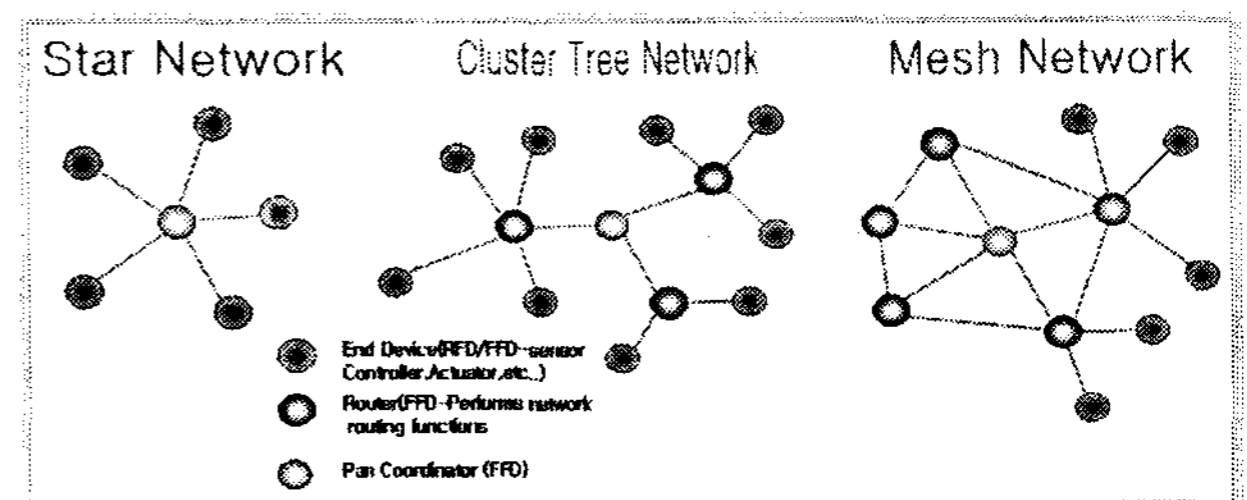 Star Network
Cluster Tree Network
Mesh Network
End Device(RFD/FFD-sensor
Controller,Actuator,etc..)
Router(FFD-Performs network
routing functions
Pan Coordinator (FFD)